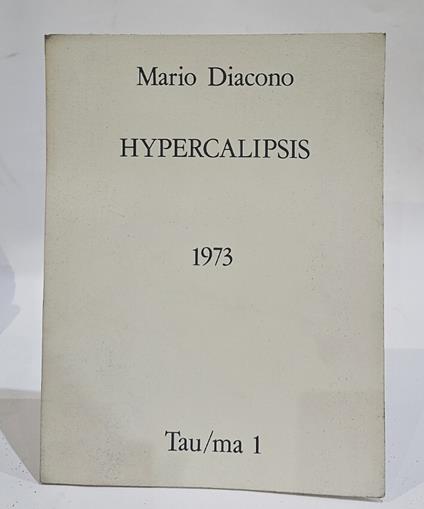 Mario Diacono
HYPERCALIPSIS
1973
Tau/ma 1